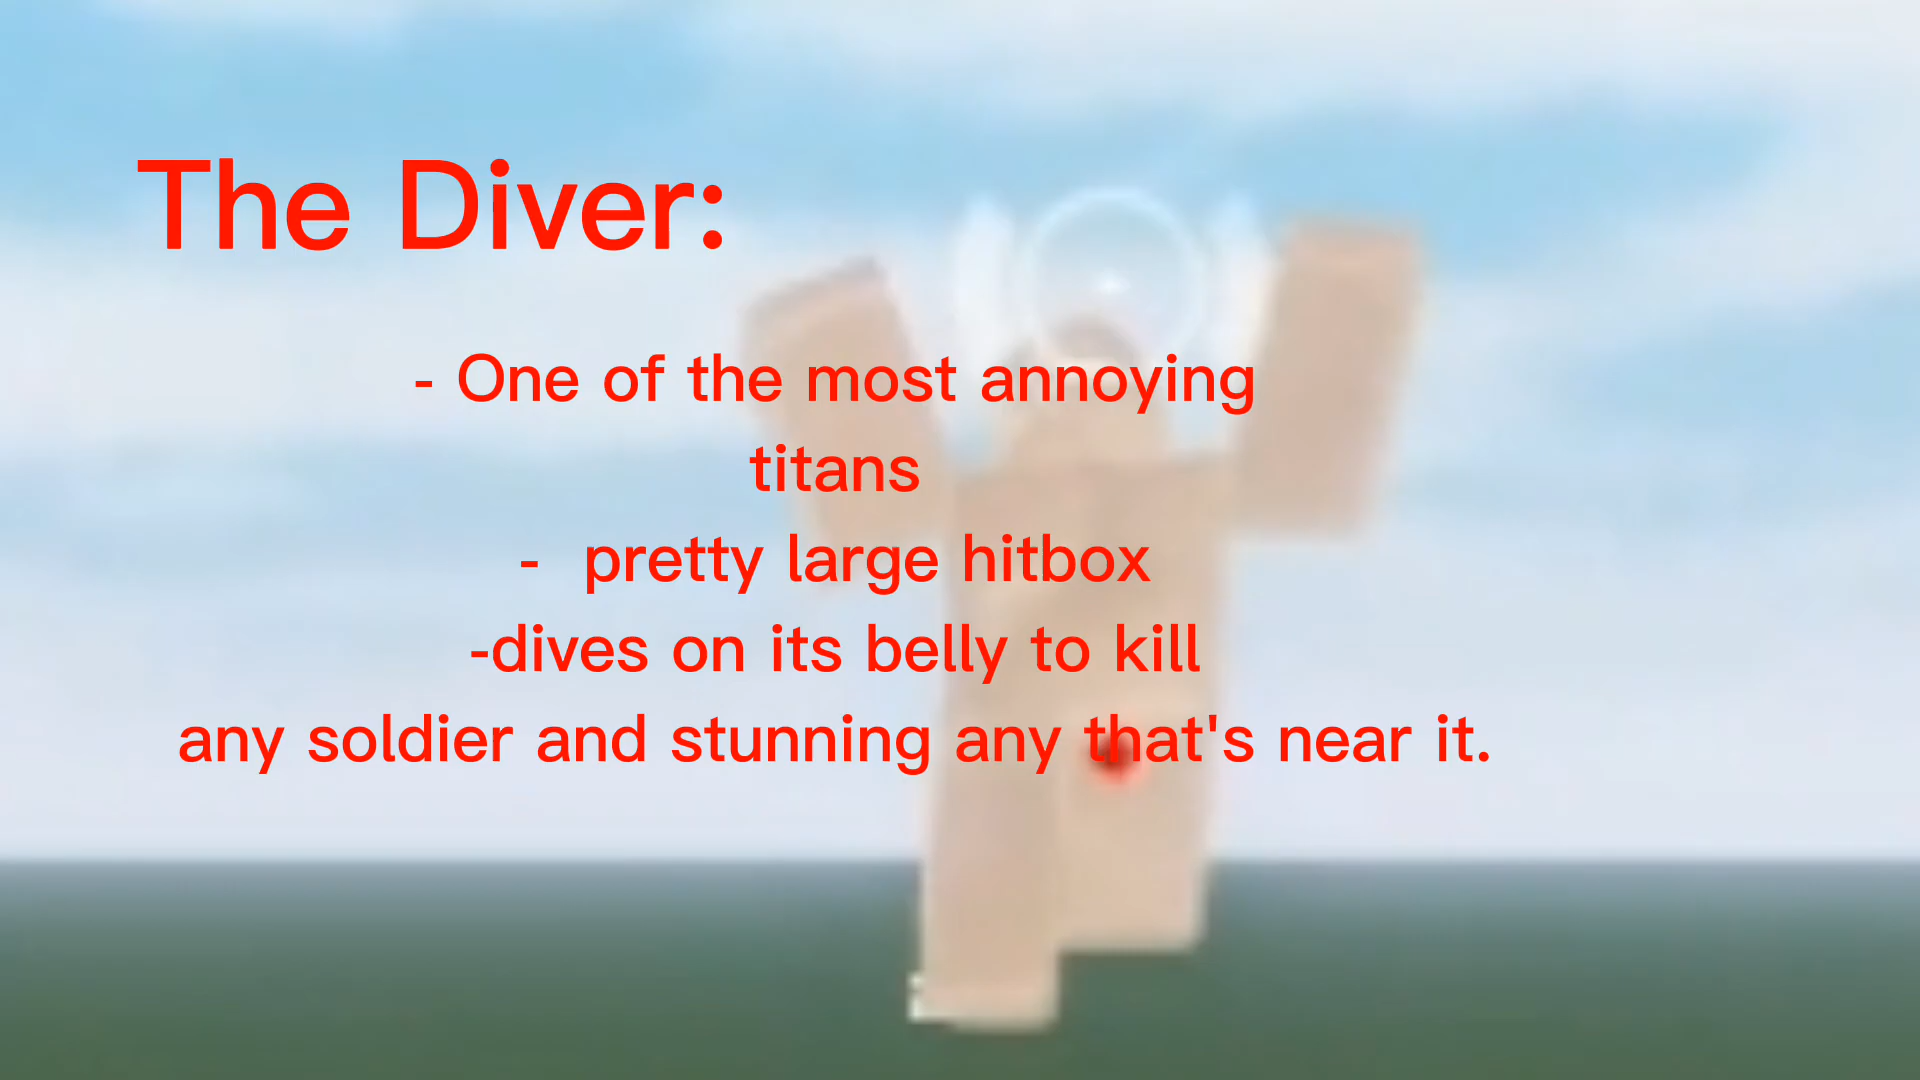 The Diver:
- One of the most annoying
titans
-  pretty large hitbox
-dives on its belly to kill
any soldier and stunning any that's near it.